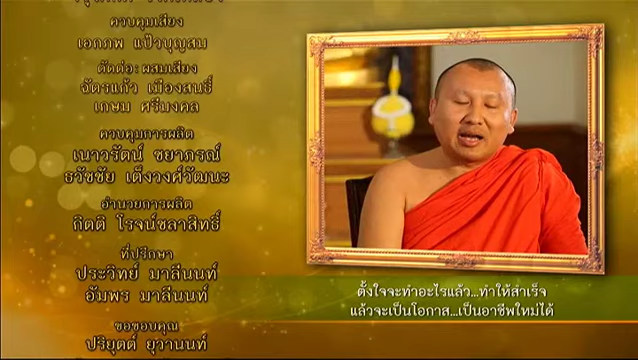 ควบคุมเสียง
เอกภพ แป้วบุญสม
ตัดต่อ: ผสมเสียง
ฉัตรแก้ว เมืองสนธิ์
เกษม ศรีมงคล
ควบคุมการผลิต
เนาวรัตน์ ชยาภรณ์
ธวัชชัย เต็งวงศ์วัฒนะ
อำนวยการผลิต
กิตติ โรจน์ชลาสิทธิ์
ที่ปรึกษา
ประวิทย์ มาลีนนท์
อัมพร มาลีนนท์
ขอขอบคุณ
ปริยุตต์ ยุวานนท์
ตั้งใจจะทำอะไรแล้ว...ทำให้สำเร็จ
แล้วจะเป็นโอกาส...เป็นอาชีพใหม่ได้